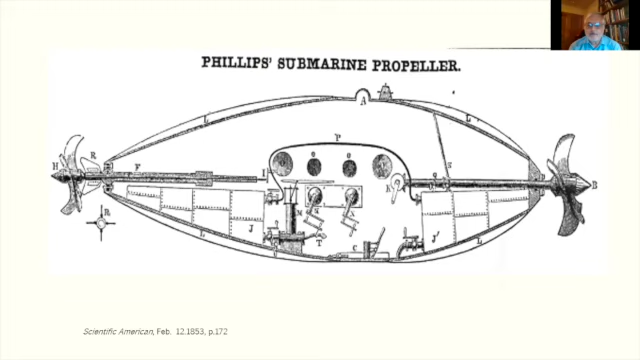 PHILLIPS' SUBMARINE PROPELLER.
A
L
L
P
H
R
F
I
K
S
B
R
J
M
T
C
J'
L
L
Scientific American, Feb. 12.1853, p.172